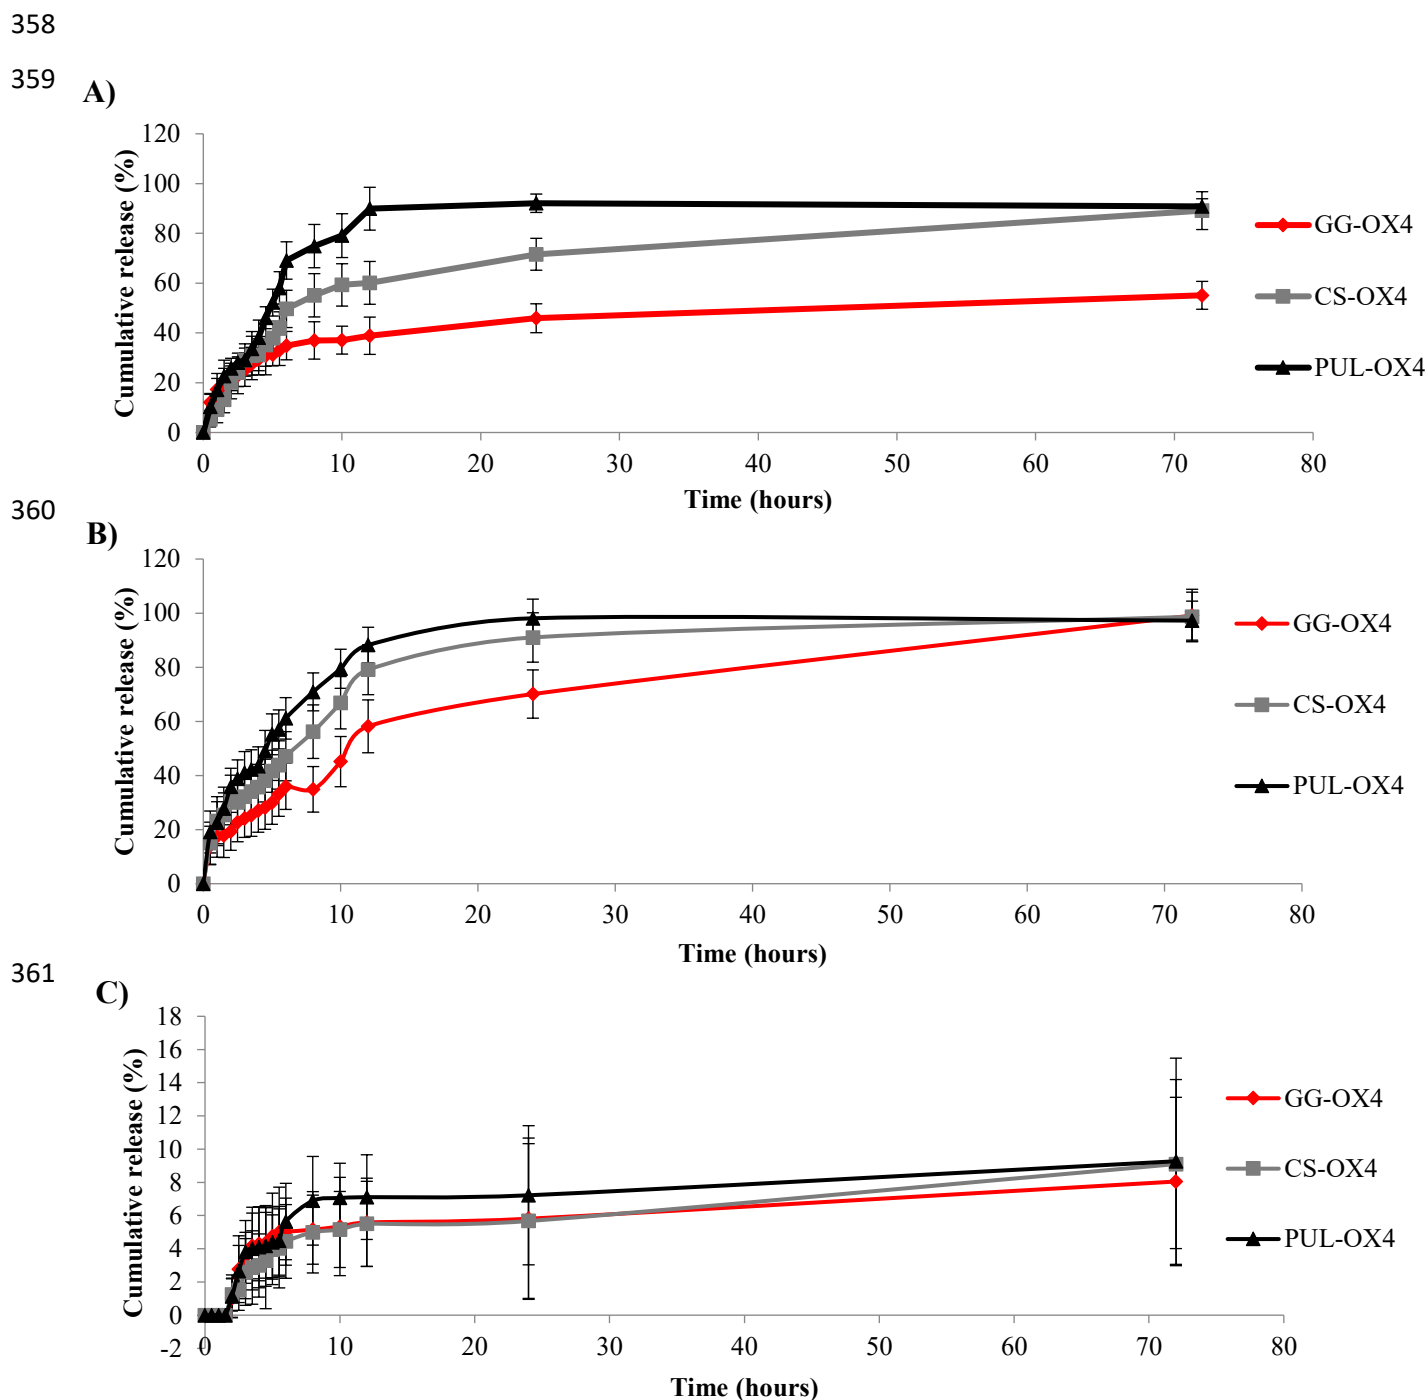 358
359
A)
120
100
80
60
40
20
0
0 10 20 30 40 50 60 70 80
Cumulative release (%)
Time (hours)
GG-OX4
CS-OX4
PUL-OX4
360
B)
120
100
80
60
40
20
0
0 10 20 30 40 50 60 70 80
Cumulative release (%)
Time (hours)
GG-OX4
CS-OX4
PUL-OX4
361
C)
18
16
14
12
10
8
6
4
2
0
-2
0 10 20 30 40 50 60 70 80
Cumulative release (%)
Time (hours)
GG-OX4
CS-OX4
PUL-OX4